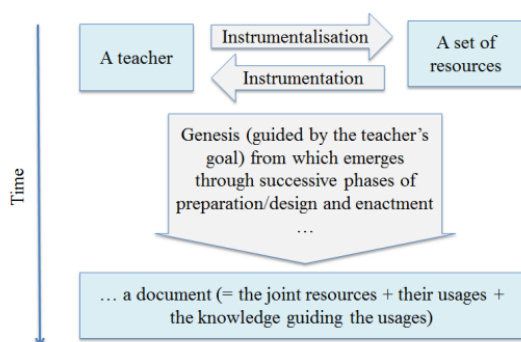 Instrumentalisation
A teacher
A set of
resources
Instrumentation
Genesis (guided by the teacher's
goal) from which emerges
through successive phases of
preparation/design and enactment
…
Time
… a document (= the joint resources + their usages +
the knowledge guiding the usages)